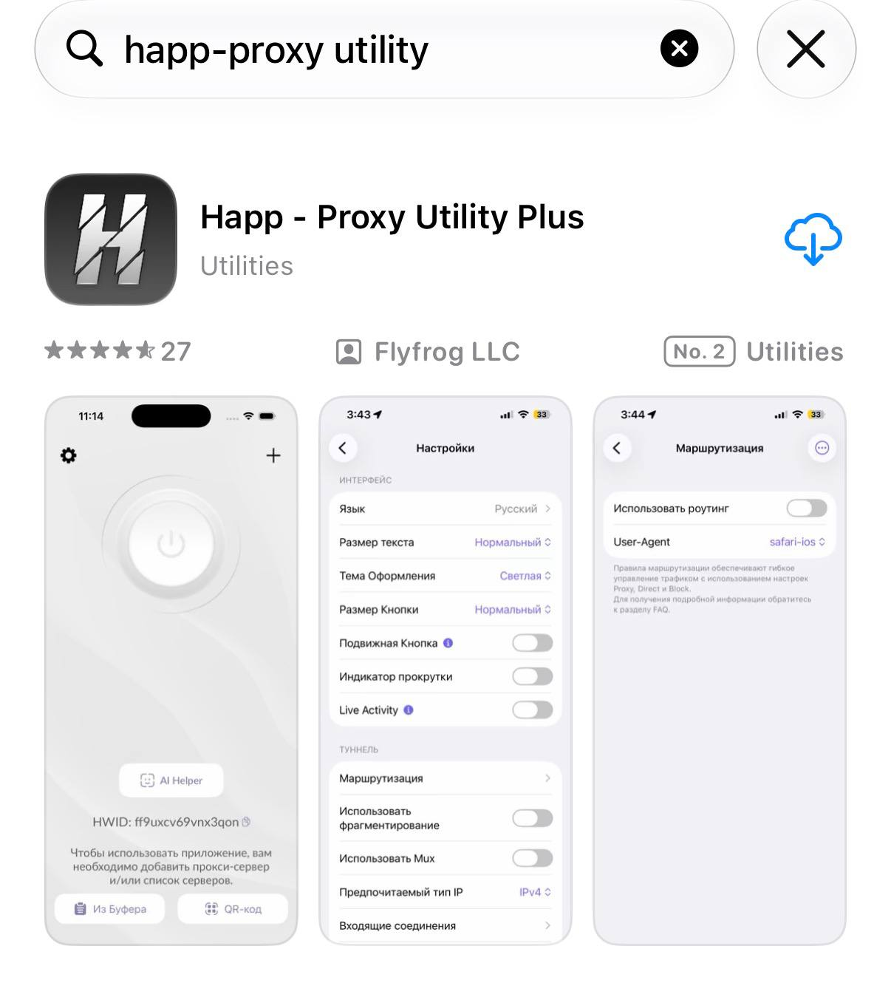 happ-proxy utility
Happ - Proxy Utility Plus
Utilities
27
Flyfrog LLC
No. 2 Utilities
11:14
AI Helper
HWID: ff9uxcv69vnx3qon
Чтобы использовать приложение, вам
необходимо добавить прокси-сервер
и/или список серверов.
Из Буфера
QR-код
3:43
33
Настройки
ИНТЕРФЕЙС
Язык Русский
Размер текста Нормальный
Тема Оформления Светлая
Размер Кнопки Нормальный
Подвижная Кнопка
Индикатор прокрутки
Live Activity
ТУННЕЛЬ
Маршрутизация
Использовать
фрагментирование
Использовать Mux
Предпочитаемый тип IP IPv4
Входящие соединения
3:44
33
Маршрутизация
Использовать роутинг
User-Agent safari-ios
Правила маршрутизации обеспечивают гибкое
управление трафиком с использованием настроек
Proxy, Direct и Block.
Для получения подробной информации обратитесь
к разделу FAQ.